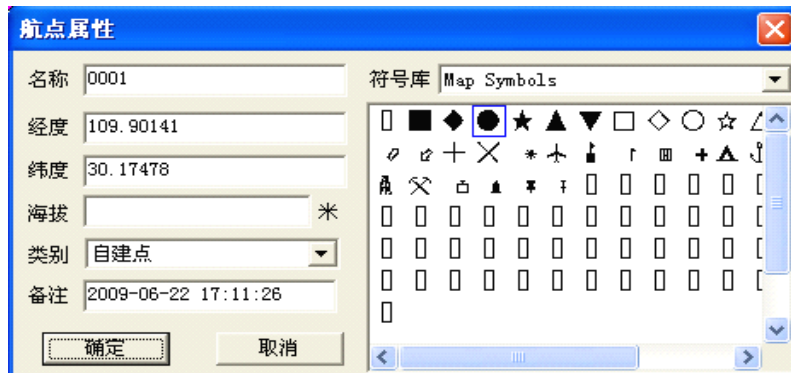 航点属性
名称 0001
符号库 Map Symbols
经度 109.90141
纬度 30.17478
海拔 米
类别 自建点
备注 2009-06-22 17:11:26
确定 取消